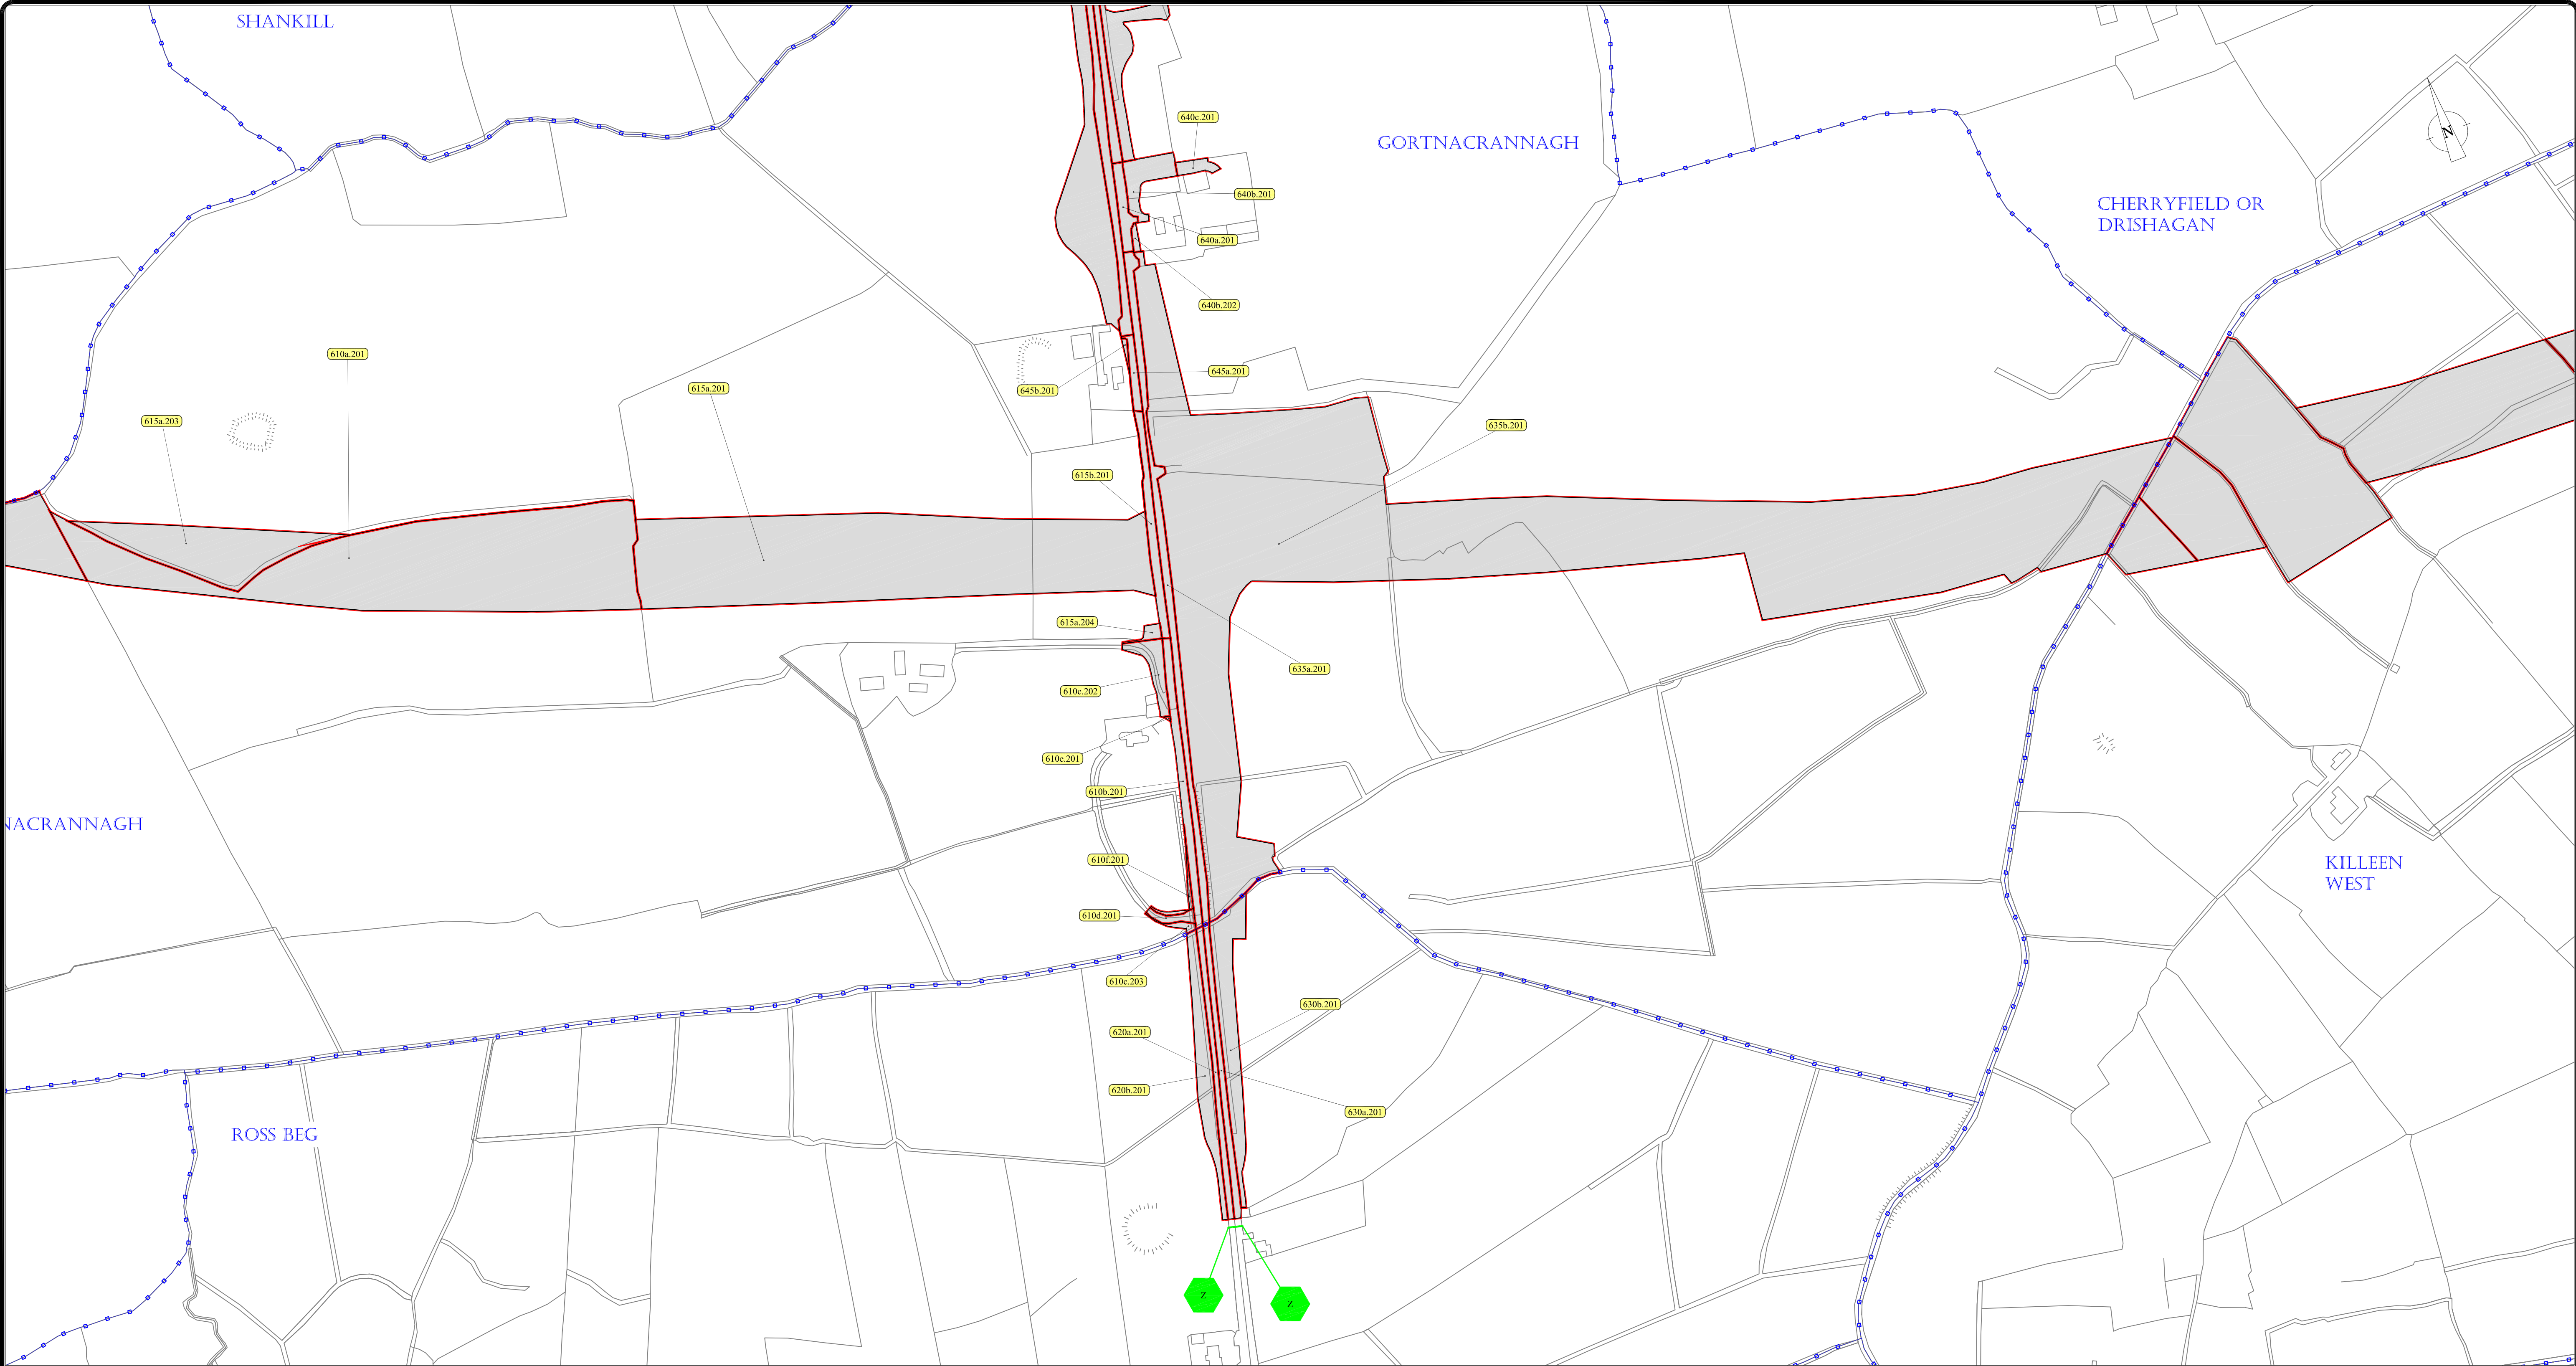 SHANKILL
640c.201
GORTNACRANNAGH
N
640b.201
CHERRYFIELD OR
DRISHAGAN
640a.201
640b.202
610a.201
645a.201
615a.201
645b.201
615a.203
635b.201
615b.201
615a.204
635a.201
610c.202
610e.201
610b.201
NACRANNAGH
610f.201
KILLEEN
WEST
610d.201
610c.203
630b.201
620a.201
620b.201
630a.201
ROSS BEG
Z
Z